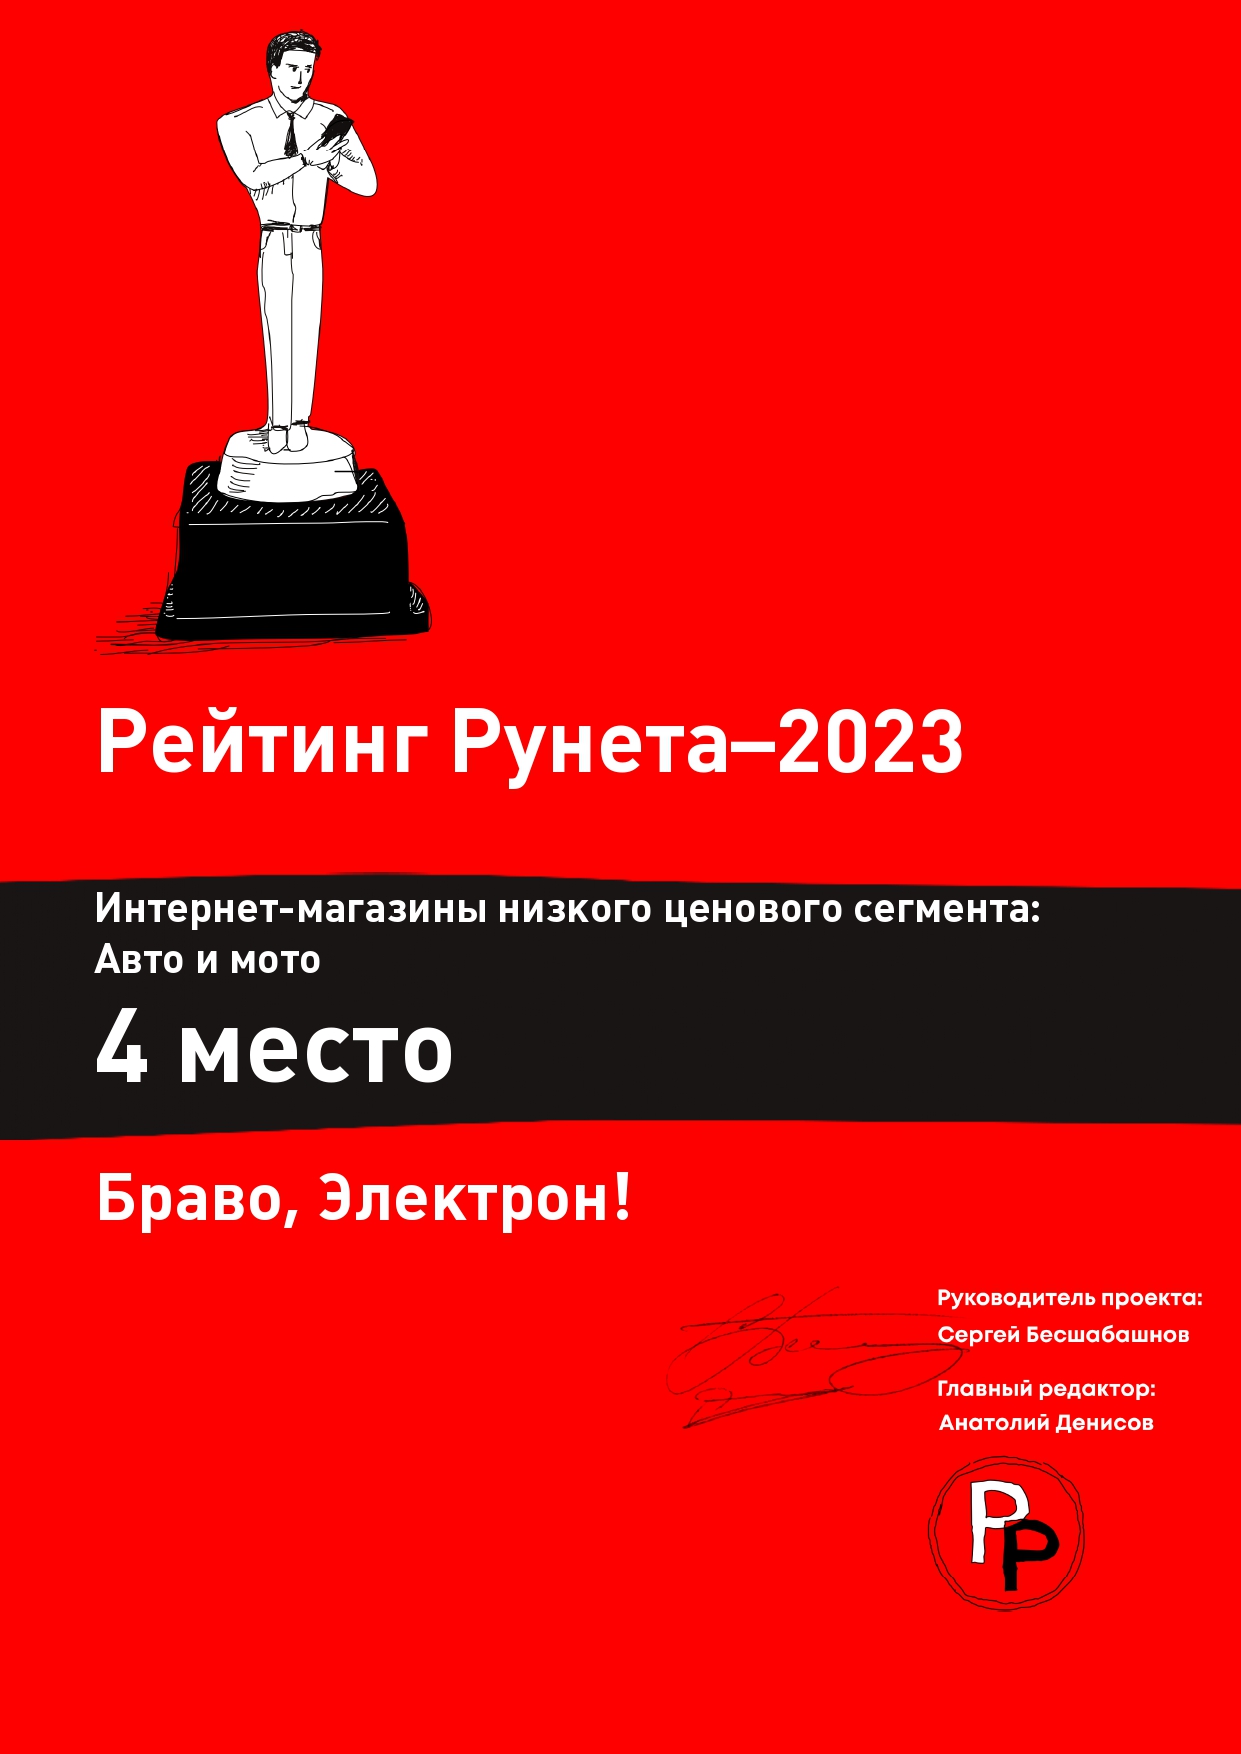 Рейтинг Рунета–2023
Интернет-магазины низкого ценового сегмента:
Авто и мото
4 место
Браво, Электрон!
Руководитель проекта:
Сергей Бесшабашнов
Главный редактор:
Анатолий Денисов
РР